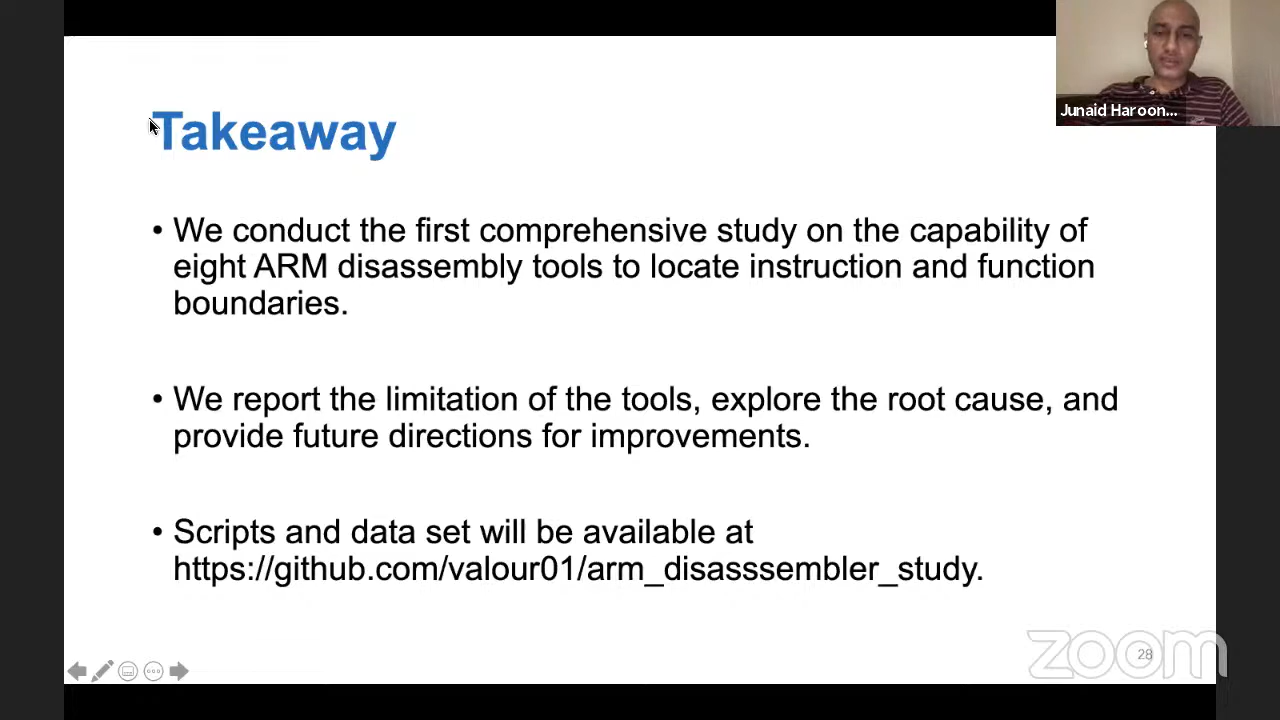 Junaid Haroon...
Takeaway
• We conduct the first comprehensive study on the capability of
eight ARM disassembly tools to locate instruction and function
boundaries.
• We report the limitation of the tools, explore the root cause, and
provide future directions for improvements.
• Scripts and data set will be available at
https://github.com/valour01/arm_disasssembler_study.
zoom
28